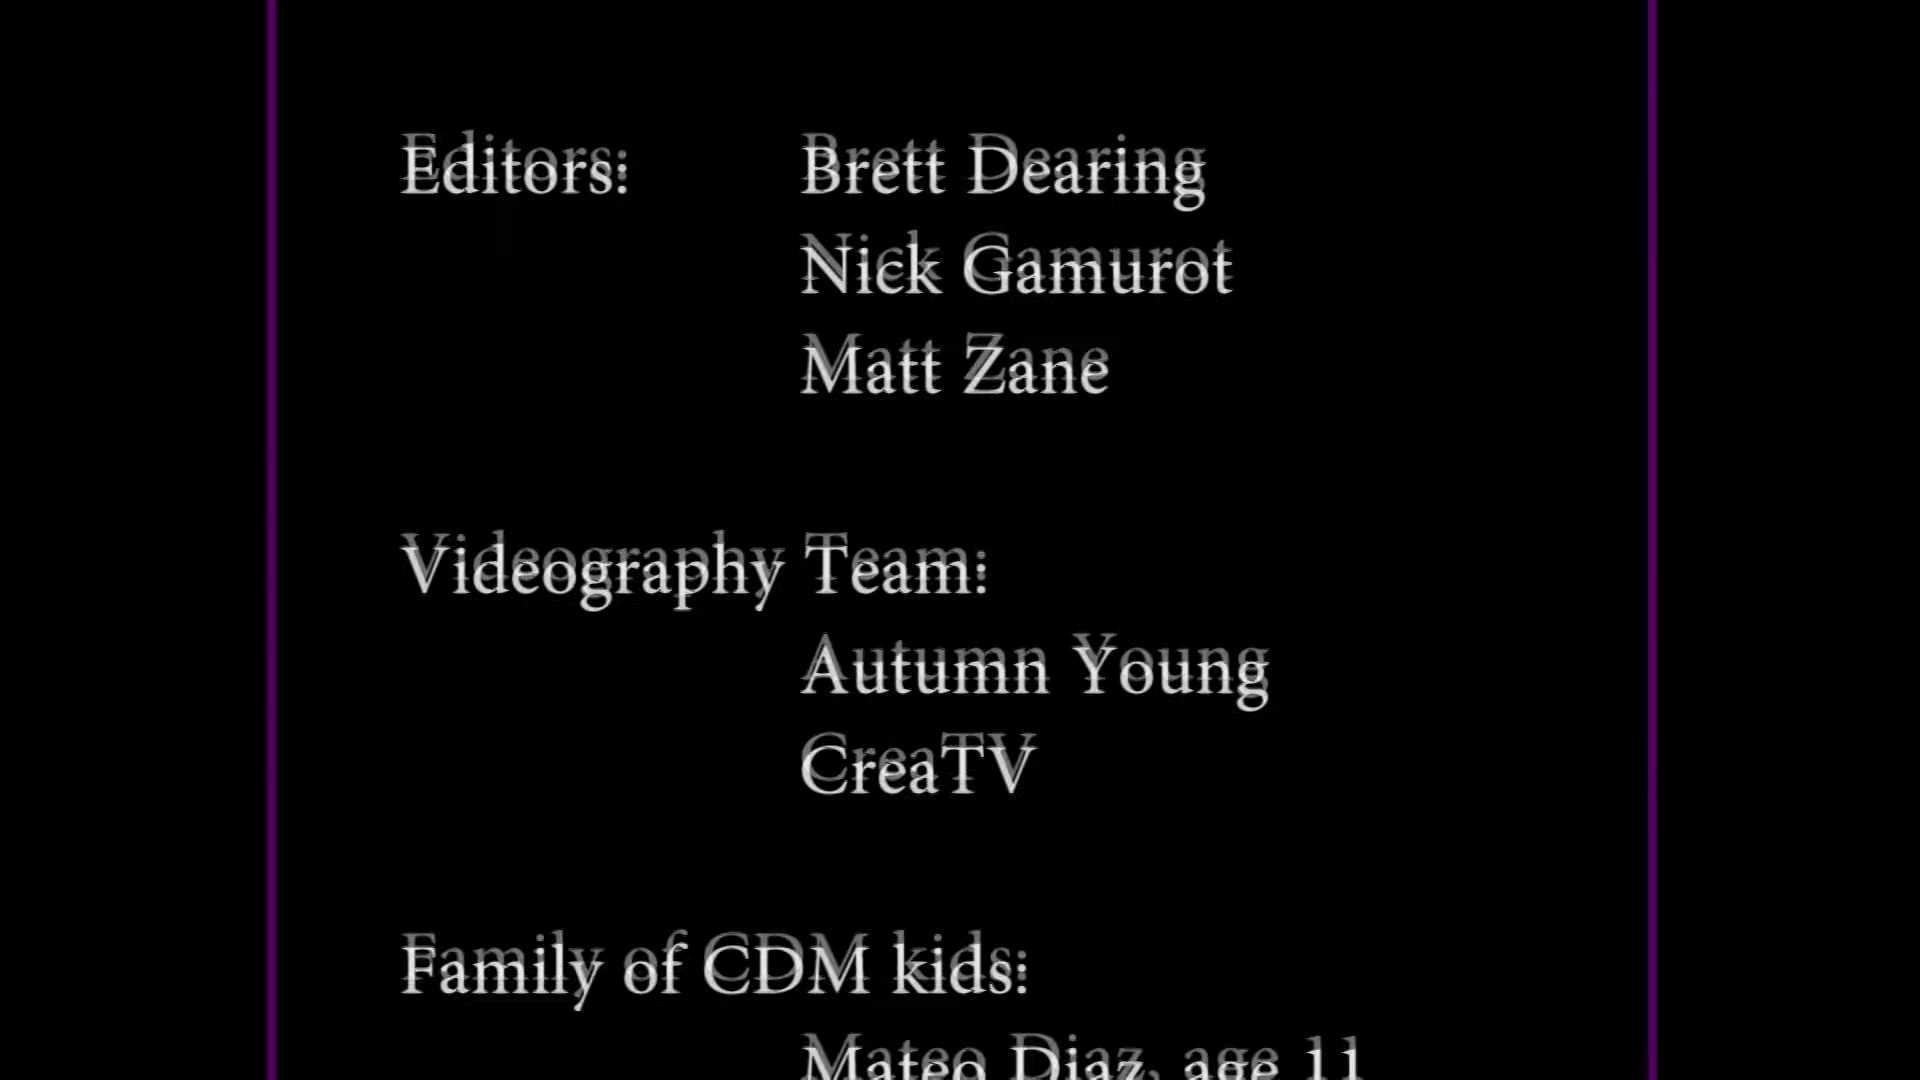 Editors: Brett Dearing
Nick Gamurot
Matt Zane
Videography Team:
Autumn Young
CreaTV
Family of CDM kids:
Mateo Diaz, age 11